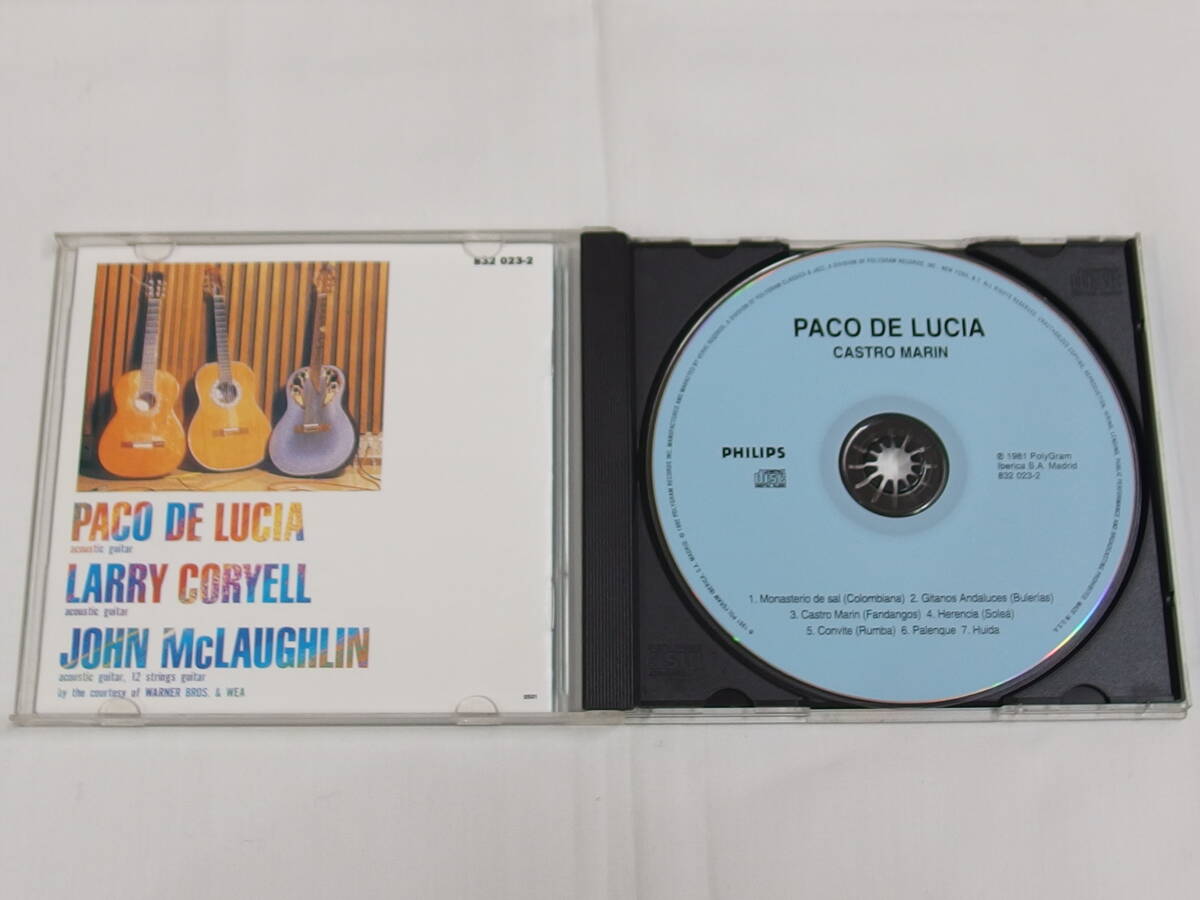 832 023-2
PACO DE LUCIA
acoustic guitar
LARRY CORYELL
acoustic guitar
JOHN McLAUGHLIN
acoustic guitar, 12 strings guitar
by the courtesy of WARNER BROS. & WEA
PACO DE LUCIA
CASTRO MARIN
PHILIPS
℗ 1981 PolyGram
Iberica S.A. Madrid
832 023-2
1. Monasterio de sal (Colombiana) 2. Gitanos Andaluces (Bulerías)
3. Castro Marin (Fandangos) 4. Herencia (Soleá)
5. Convite (Rumba) 6. Palenque 7. Huida